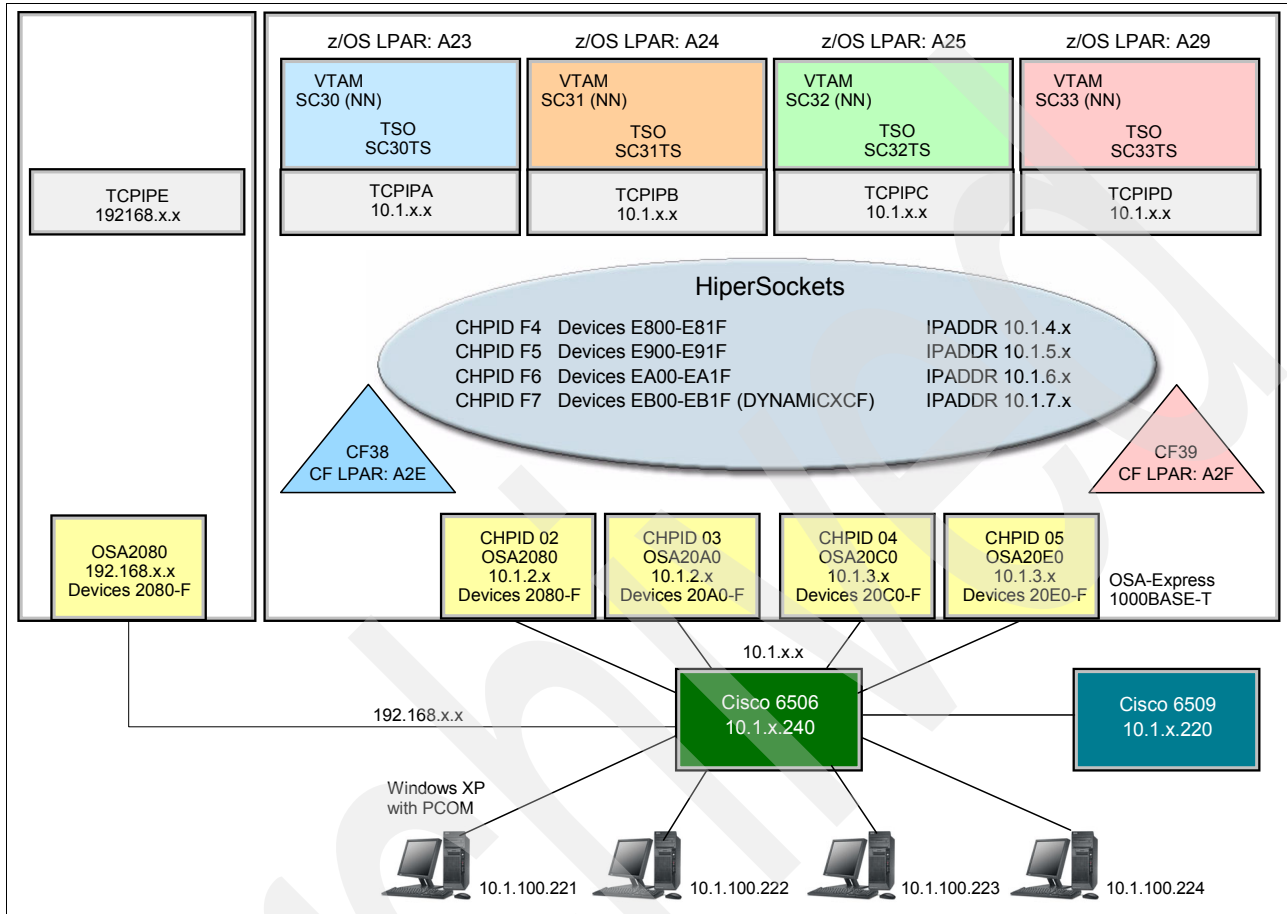 z/OS LPAR: A23
z/OS LPAR: A24
z/OS LPAR: A25
z/OS LPAR: A29
VTAM
SC30 (NN)
TSO
SC30TS
VTAM
SC31 (NN)
TSO
SC31TS
VTAM
SC32 (NN)
TSO
SC32TS
VTAM
SC33 (NN)
TSO
SC33TS
TCPIPE
192168.x.x
TCPIPA
10.1.x.x
TCPIPB
10.1.x.x
TCPIPC
10.1.x.x
TCPIPD
10.1.x.x
HiperSockets
CHPID F4 Devices E800-E81F IPADDR 10.1.4.x
CHPID F5 Devices E900-E91F IPADDR 10.1.5.x
CHPID F6 Devices EA00-EA1F IPADDR 10.1.6.x
CHPID F7 Devices EB00-EB1F (DYNAMICXCF) IPADDR 10.1.7.x
CF38
CF LPAR: A2E
CF39
CF LPAR: A2F
OSA2080
192.168.x.x
Devices 2080-F
CHPID 02
OSA2080
10.1.2.x
Devices 2080-F
CHPID 03
OSA20A0
10.1.2.x
Devices 20A0-F
CHPID 04
OSA20C0
10.1.3.x
Devices 20C0-F
CHPID 05
OSA20E0
10.1.3.x
Devices 20E0-F
OSA-Express
1000BASE-T
10.1.x.x
192.168.x.x
Cisco 6506
10.1.x.240
Cisco 6509
10.1.x.220
Windows XP
with PCOM
10.1.100.221
10.1.100.222
10.1.100.223
10.1.100.224